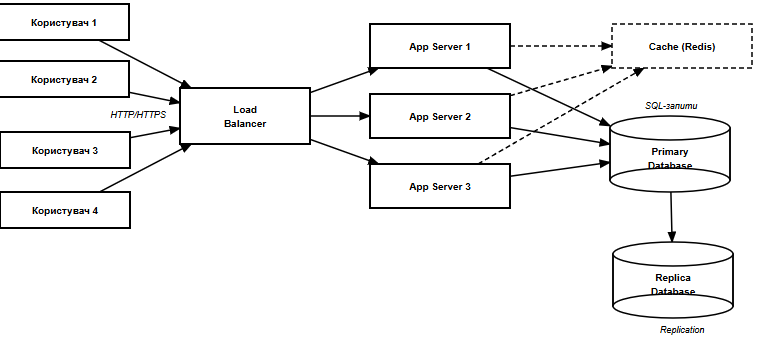 Користувач 1
Користувач 2
HTTP/HTTPS
Користувач 3
Користувач 4
Load
Balancer
App Server 1
App Server 2
App Server 3
Cache (Redis)
SQL-запити
Primary
Database
Replica
Database
Replication